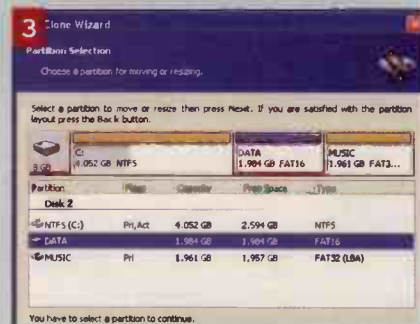 3
Clone Wizard
Partition Selection
Choose a partition for moving or resizing.
Select a partition to move or resize then press Next. If you are satisfied with the partition
layout press the Back button.
8 GB
C:
4.052 GB NTFS
DATA
1.984 GB FAT16
MUSIC
1.961 GB FAT3...
Partition Flags Capacity Free Space Type
Disk 2
NTFS (C:) Pri,Act 4.052 GB 2.594 GB NTFS
DATA 1.984 GB 1.984 GB FAT16
MUSIC Pri 1.961 GB 1.957 GB FAT32 (LBA)
You have to select a partition to continue.